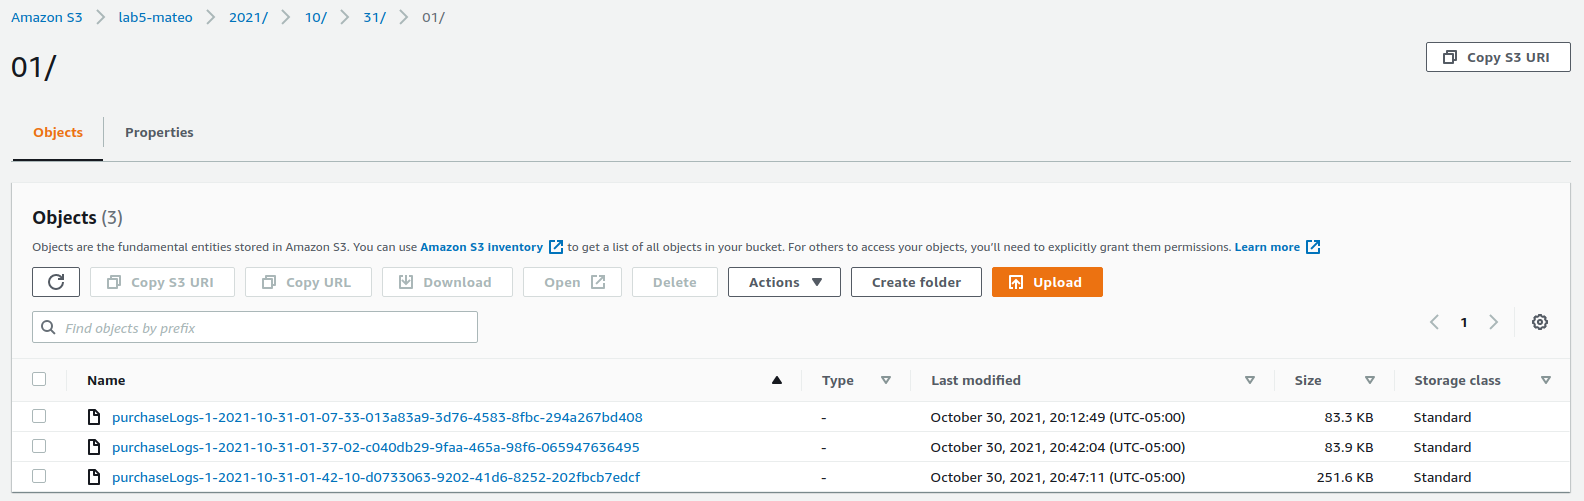 Amazon S3 lab5-mateo 2021/ 10/ 31/ 01/
01/
Copy S3 URI
Objects Properties
Objects (3)
Objects are the fundamental entities stored in Amazon S3. You can use Amazon S3 inventory to get a list of all objects in your bucket. For others to access your objects, you'll need to explicitly grant them permissions. Learn more
Copy S3 URI Copy URL Download Open Delete Actions Create folder Upload
Find objects by prefix
1
Name Type Last modified Size Storage class
purchaseLogs-1-2021-10-31-01-07-33-013a83a9-3d76-4583-8fbc-294a267bd408 - October 30, 2021, 20:12:49 (UTC-05:00) 83.3 KB Standard
purchaseLogs-1-2021-10-31-01-37-02-c040db29-9faa-465a-98f6-065947636495 - October 30, 2021, 20:42:04 (UTC-05:00) 83.9 KB Standard
purchaseLogs-1-2021-10-31-01-42-10-d0733063-9202-41d6-8252-202fbcb7edcf - October 30, 2021, 20:47:11 (UTC-05:00) 251.6 KB Standard